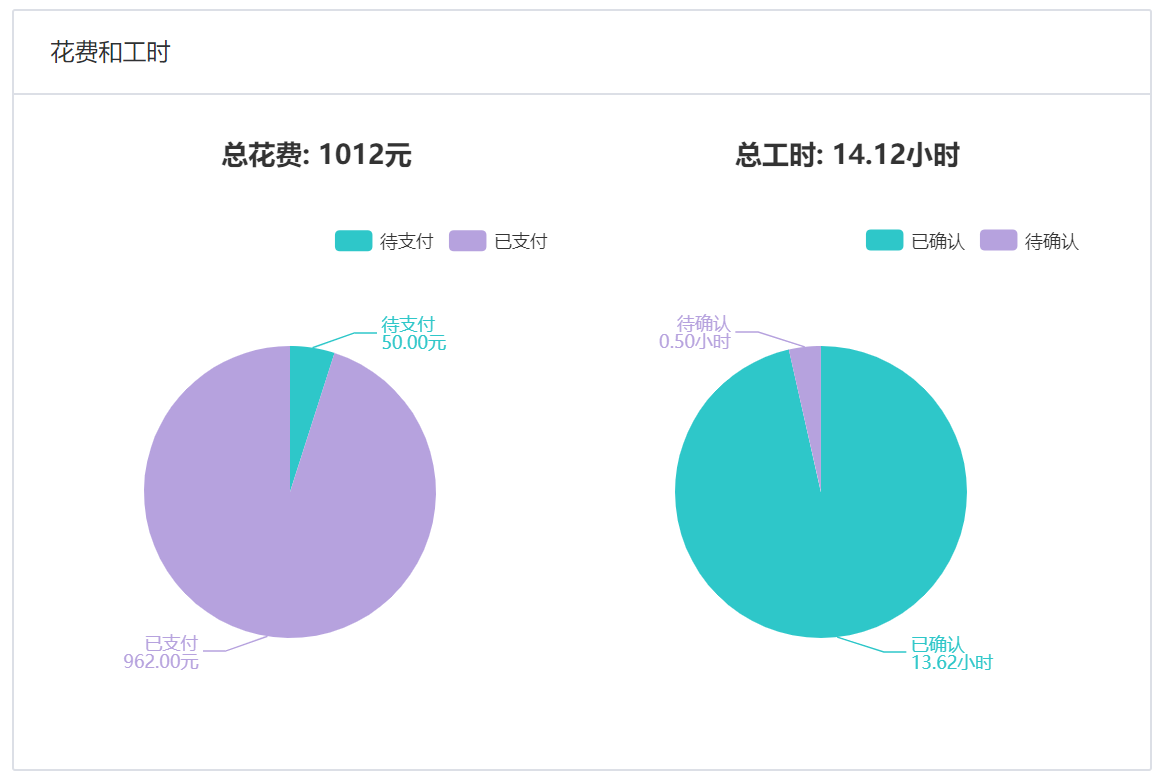 花费和工时
总花费: 1012元
待支付
已支付
待支付
50.00元
已支付
962.00元
总工时: 14.12小时
已确认
待确认
待确认
0.50小时
已确认
13.62小时